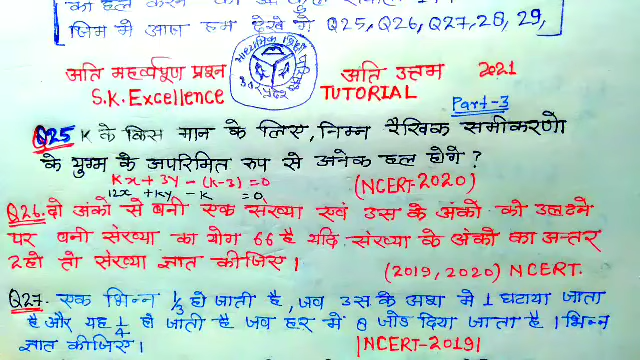 जिस मे आज हम देखे गे Q25, Q26, Q27, 28, 29,
अति महत्वपूर्ण प्रश्न अति उत्तम 2021
S.K. Excellence TUTORIAL
Part-3
Q25 K के किस मान के लिए, निम्न रैखिक समीकरणो
के युग्म के अपरिमित रुप से अनेक हल होगे ?
Kx + 3y - (k-3) = 0 (NCERT-2020)
12x + ky - k = 0
Q26. दो अंको से बनी एक संख्या एवं उस के अंको को उलटने
पर बनी संख्या का योग 66 है यदि संख्या के अंको का अन्तर
2 हो तो संख्या ज्ञात कीजिए।
(2019, 2020) NCERT.
Q27. एक भिन्न 1/3 हो जाती है, जब उस के अंश मे 1 घटाया जाता
है और यह 1/4 हो जाती है जब हर में 8 जोड दिया जाता है। भिन्न
ज्ञात कीजिए। |NCERT-2019|